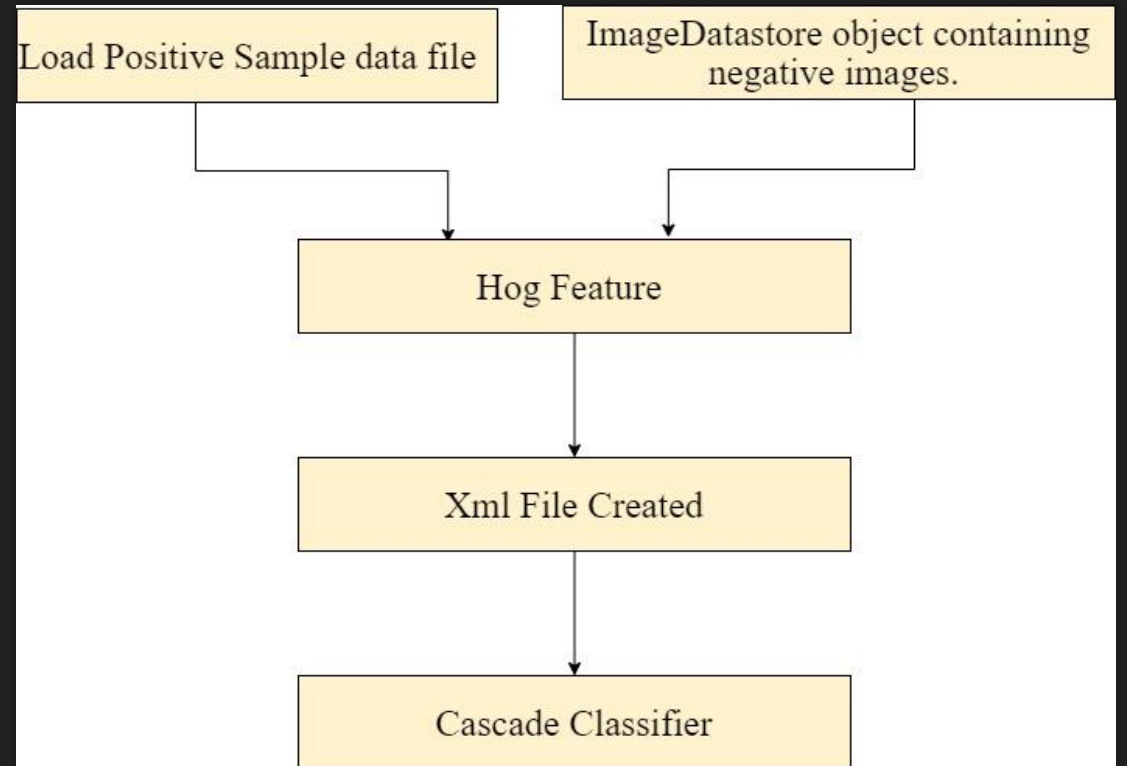 Load Positive Sample data file
ImageDatastore object containing
negative images.
Hog Feature
Xml File Created
Cascade Classifier